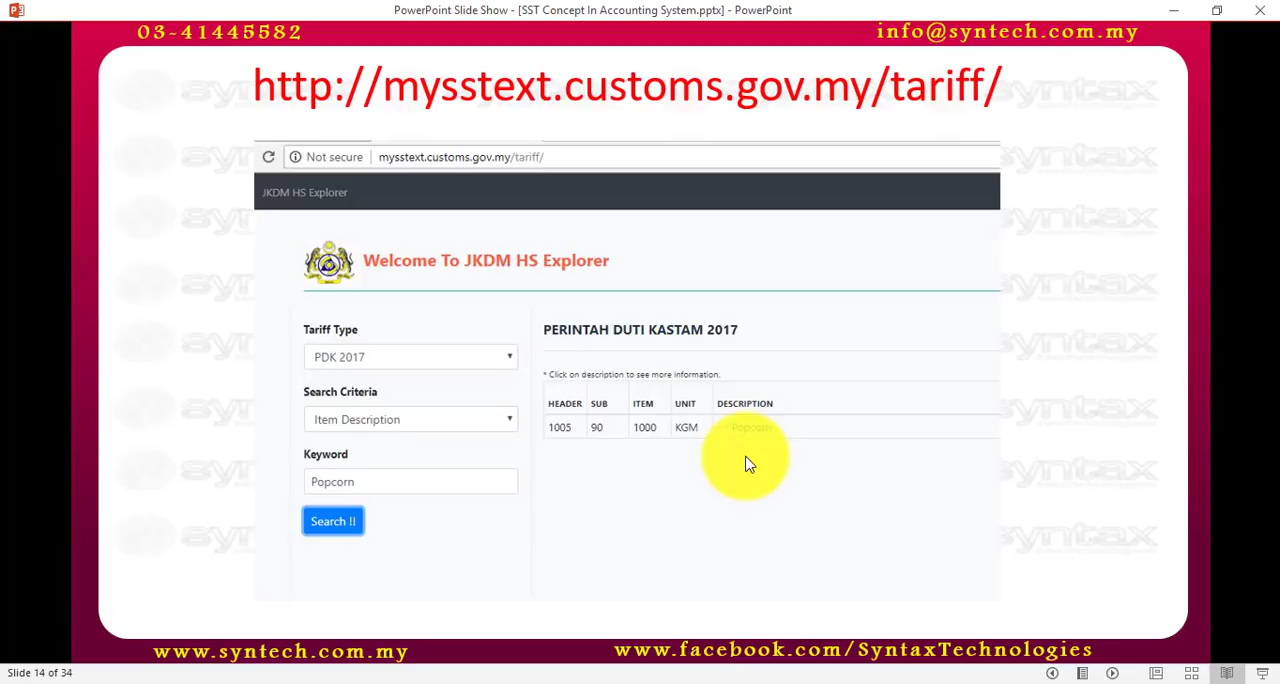 PowerPoint Slide Show - [SST Concept In Accounting System.pptx] - PowerPoint
03-41445582
info@syntech.com.my
http://mysstext.customs.gov.my/tariff/
Not secure | mysstext.customs.gov.my/tariff/
JKDM HS Explorer
Welcome To JKDM HS Explorer
Tariff Type
PDK 2017
Search Criteria
Item Description
Keyword
Popcorn
Search !!
PERINTAH DUTI KASTAM 2017
* Click on description to see more information.
HEADER SUB ITEM UNIT DESCRIPTION
1005 90 1000 KGM -- Popcorn
syntax
www.syntech.com.my
www.facebook.com/SyntaxTechnologies
Slide 14 of 34